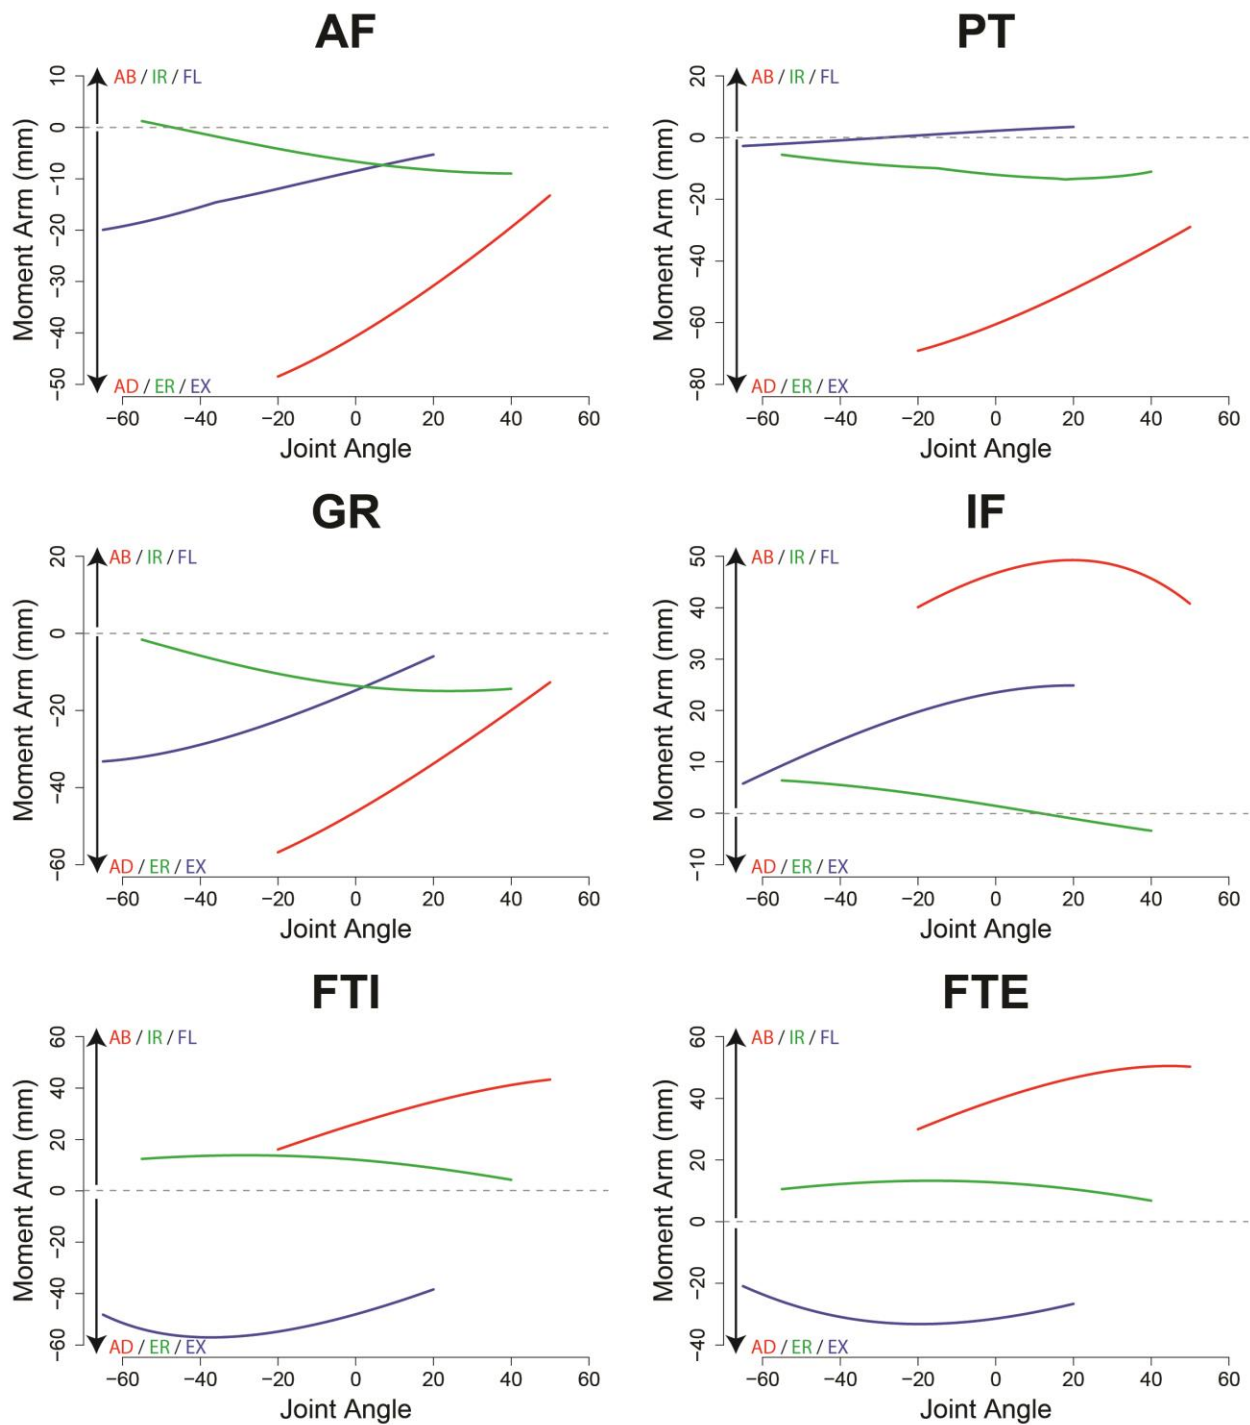 AF
Moment Arm (mm)
10
0
−10
−20
−30
−40
−50
AB / IR / FL
AD / ER / EX
−60 −40 −20 0 20 40 60
Joint Angle
PT
Moment Arm (mm)
20
0
−20
−40
−60
−80
AB / IR / FL
AD / ER / EX
−60 −40 −20 0 20 40 60
Joint Angle
GR
Moment Arm (mm)
20
0
−20
−40
−60
AB / IR / FL
AD / ER / EX
−60 −40 −20 0 20 40 60
Joint Angle
IF
Moment Arm (mm)
50
40
30
20
10
0
−10
AB / IR / FL
AD / ER / EX
−60 −40 −20 0 20 40 60
Joint Angle
FTI
Moment Arm (mm)
60
40
20
0
−20
−40
−60
AB / IR / FL
AD / ER / EX
−60 −40 −20 0 20 40 60
Joint Angle
FTE
Moment Arm (mm)
60
40
20
0
−20
−40
AB / IR / FL
AD / ER / EX
−60 −40 −20 0 20 40 60
Joint Angle